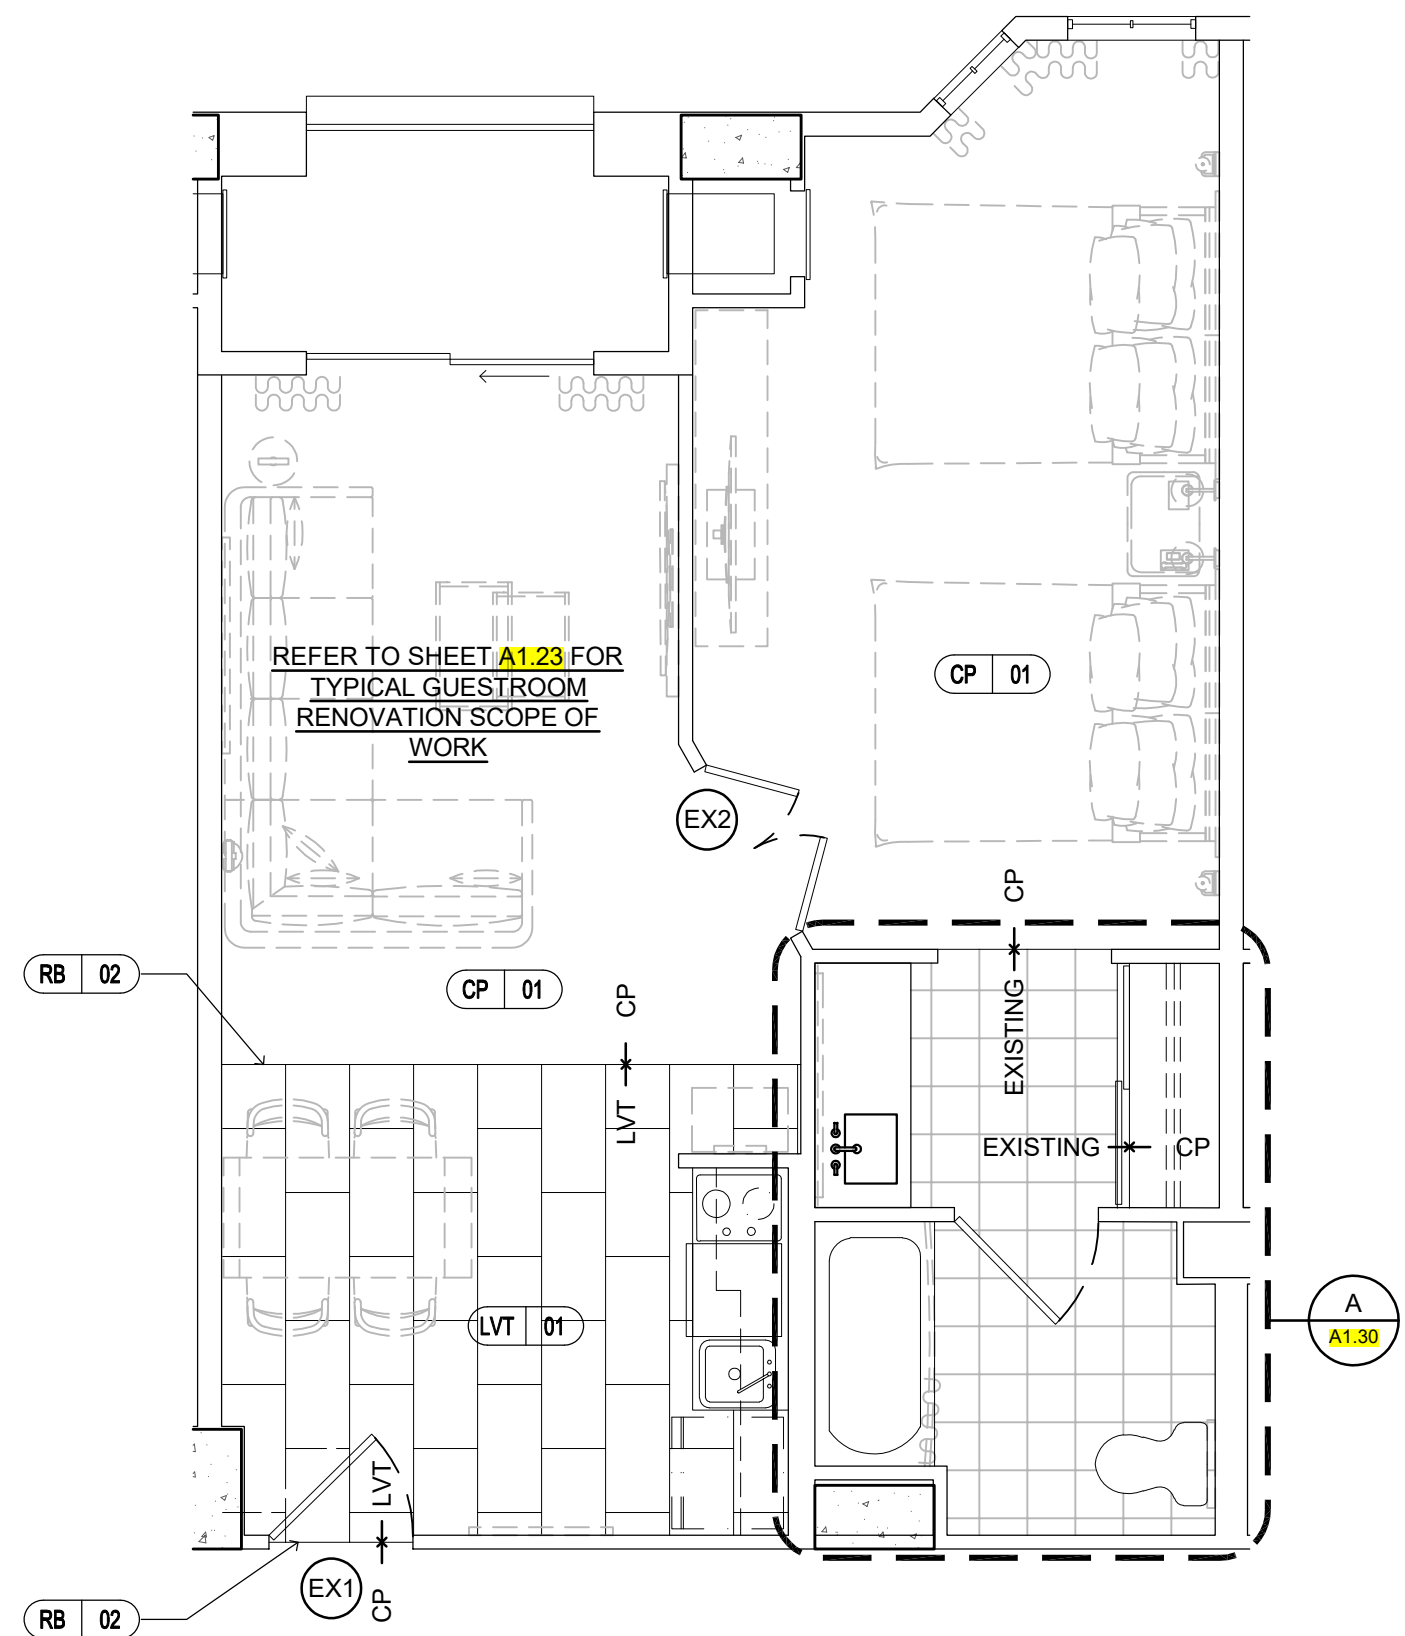 REFER TO SHEET A1.23 FOR
TYPICAL GUESTROOM
RENOVATION SCOPE OF
WORK
CP 01
EX2
CP
EXISTING
RB 02
CP 01
CP
LVT
EXISTING CP
LVT 01
A
A1.30
LVT
CP
EX1
RB 02